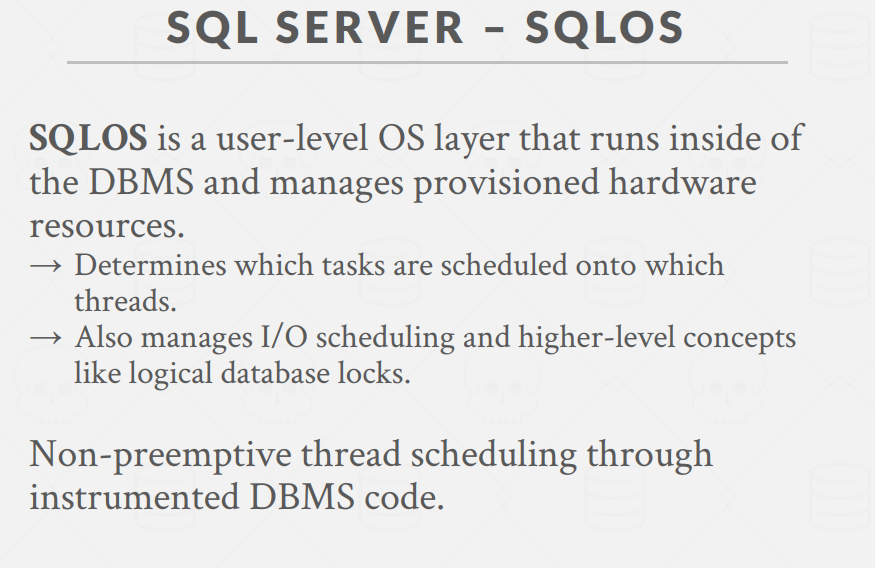 SQL SERVER – SQLOS
SQLOS is a user-level OS layer that runs inside of
the DBMS and manages provisioned hardware
resources.
→ Determines which tasks are scheduled onto which
threads.
→ Also manages I/O scheduling and higher-level concepts
like logical database locks.
Non-preemptive thread scheduling through
instrumented DBMS code.